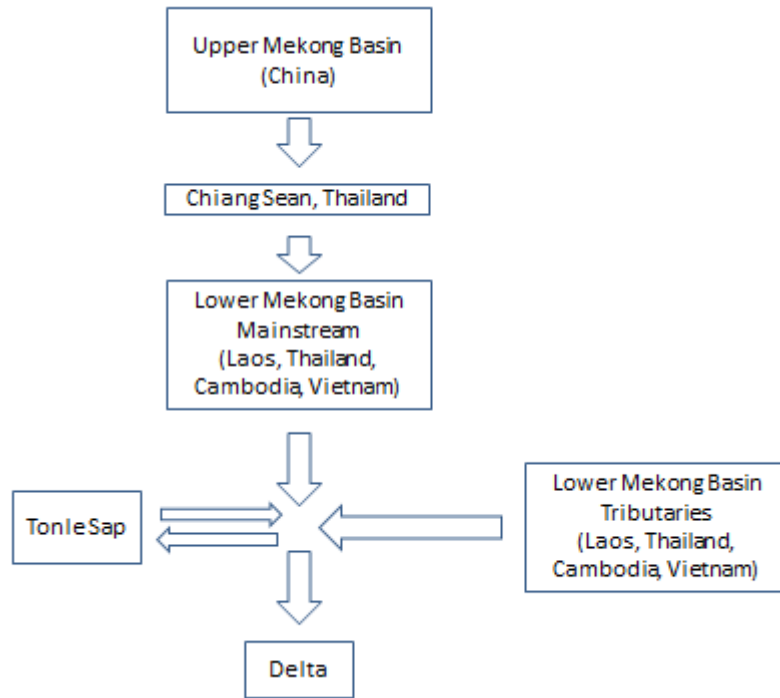 Upper Mekong Basin
(China)
Chiang Sean, Thailand
Lower Mekong Basin
Mainstream
(Laos, Thailand,
Cambodia, Vietnam)
Tonle Sap
Lower Mekong Basin
Tributaries
(Laos, Thailand,
Cambodia, Vietnam)
Delta